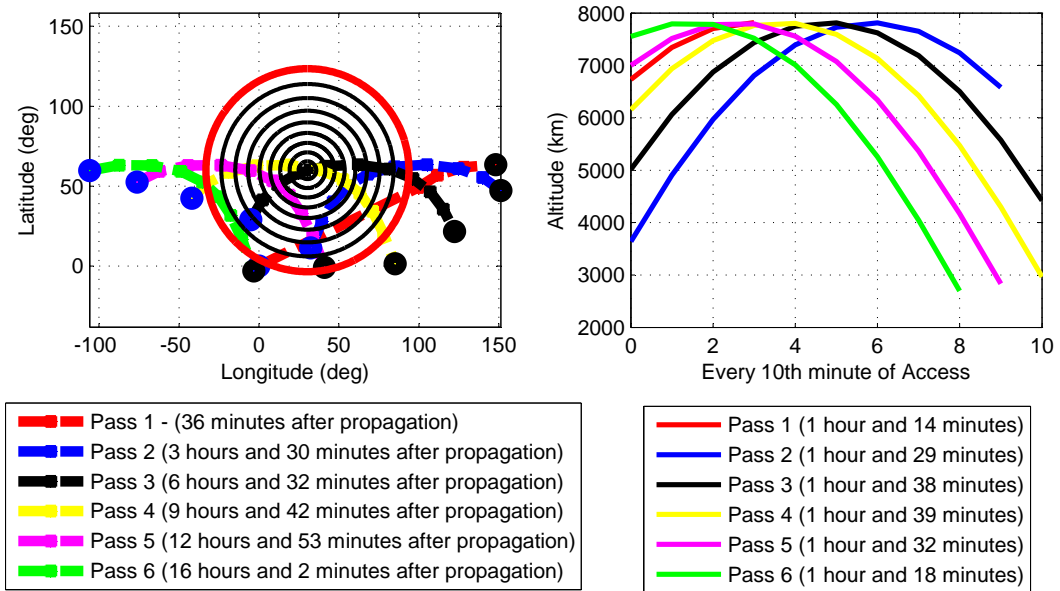 150
100
50
0
Latitude (deg)
-100
-50
0
50
100
150
Longitude (deg)
8000
7000
6000
5000
4000
3000
2000
Altitude (km)
0
2
4
6
8
10
Every 10th minute of Access
Pass 1 - (36 minutes after propagation)
Pass 2 (3 hours and 30 minutes after propagation)
Pass 3 (6 hours and 32 minutes after propagation)
Pass 4 (9 hours and 42 minutes after propagation)
Pass 5 (12 hours and 53 minutes after propagation)
Pass 6 (16 hours and 2 minutes after propagation)
Pass 1 (1 hour and 14 minutes)
Pass 2 (1 hour and 29 minutes)
Pass 3 (1 hour and 38 minutes)
Pass 4 (1 hour and 39 minutes)
Pass 5 (1 hour and 32 minutes)
Pass 6 (1 hour and 18 minutes)